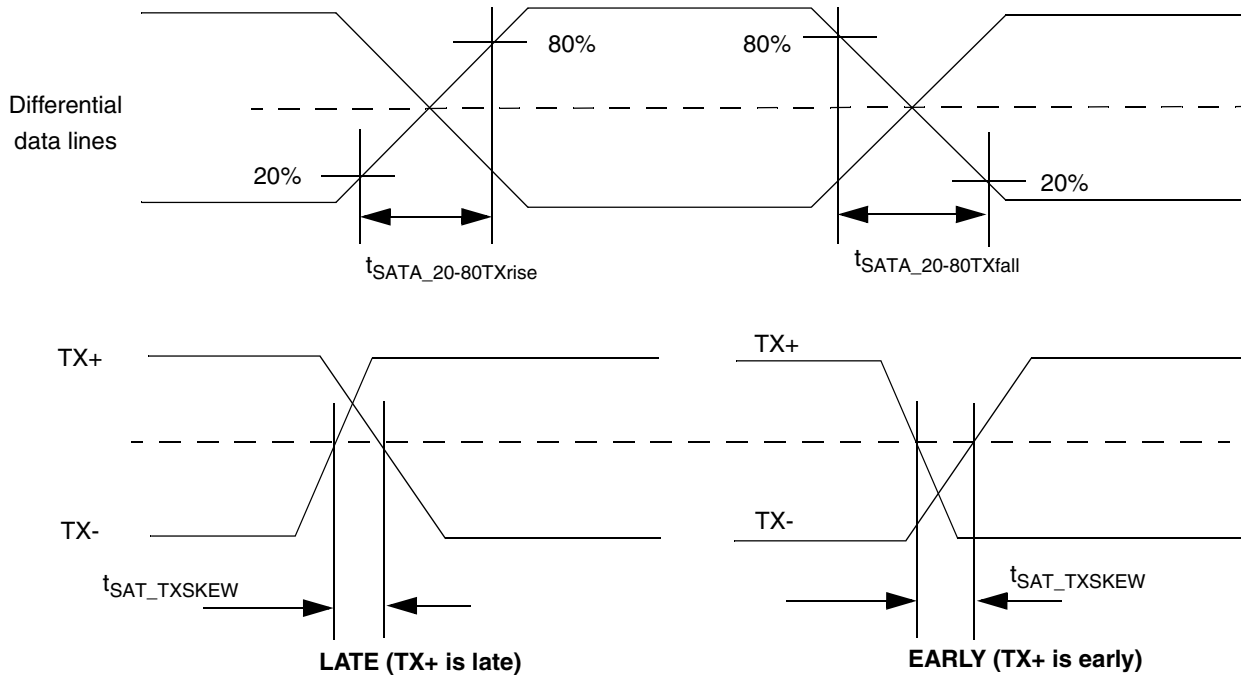 80%
80%
Differential
data lines
20%
20%
tSATA_20-80TXrise
tSATA_20-80TXfall
TX+
TX+
TX-
TX-
tSAT_TXSKEW
tSAT_TXSKEW
LATE (TX+ is late)
EARLY (TX+ is early)